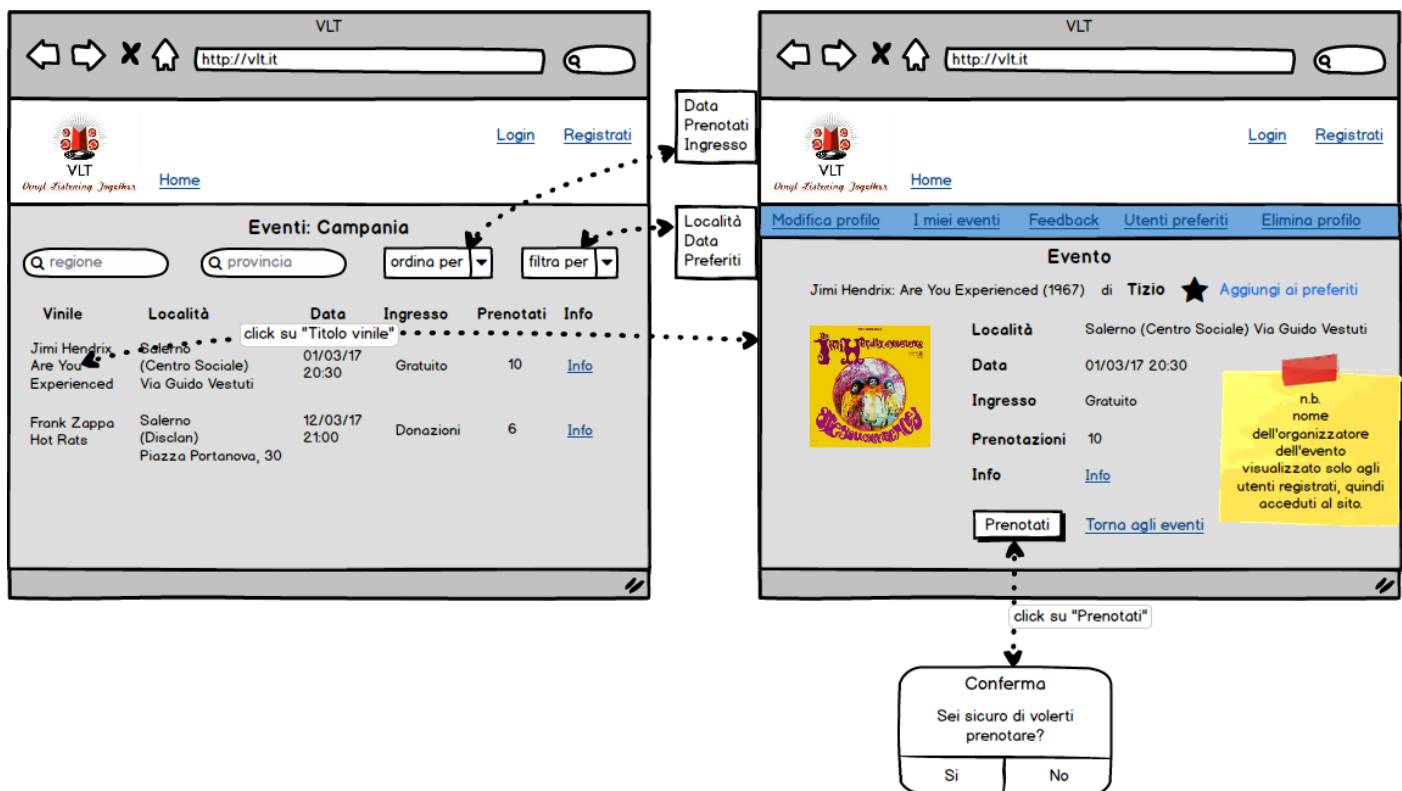 VLT
http://vlt.it
VLT
Vinyl Listening Together
Home
Login
Registrati
Eventi: Campania
regione
provincia
ordina per
filtra per
Vinile
Località
Data
Ingresso
Prenotati
Info
click su "Titolo vinile"
Jimi Hendrix
Are You
Experienced
Salerno
(Centro Sociale)
Via Guido Vestuti
01/03/17
20:30
Gratuito
10
Info
Frank Zappa
Hot Rats
Salerno
(Disclan)
Piazza Portanova, 30
12/03/17
21:00
Donazioni
6
Info
Data
Prenotati
Ingresso
Località
Data
Preferiti
VLT
http://vlt.it
VLT
Vinyl Listening Together
Home
Login
Registrati
Modifica profilo
I miei eventi
Feedback
Utenti preferiti
Elimina profilo
Evento
Jimi Hendrix: Are You Experienced (1967) di Tizio Aggiungi ai preferiti
Località
Salerno (Centro Sociale) Via Guido Vestuti
Data
01/03/17 20:30
Ingresso
Gratuito
Prenotazioni
10
Info
Info
Prenotati
Torna agli eventi
n.b.
nome
dell'organizzatore
dell'evento
visualizzato solo agli
utenti registrati, quindi
acceduti al sito.
click su "Prenotati"
Conferma
Sei sicuro di volerti
prenotare?
Si
No